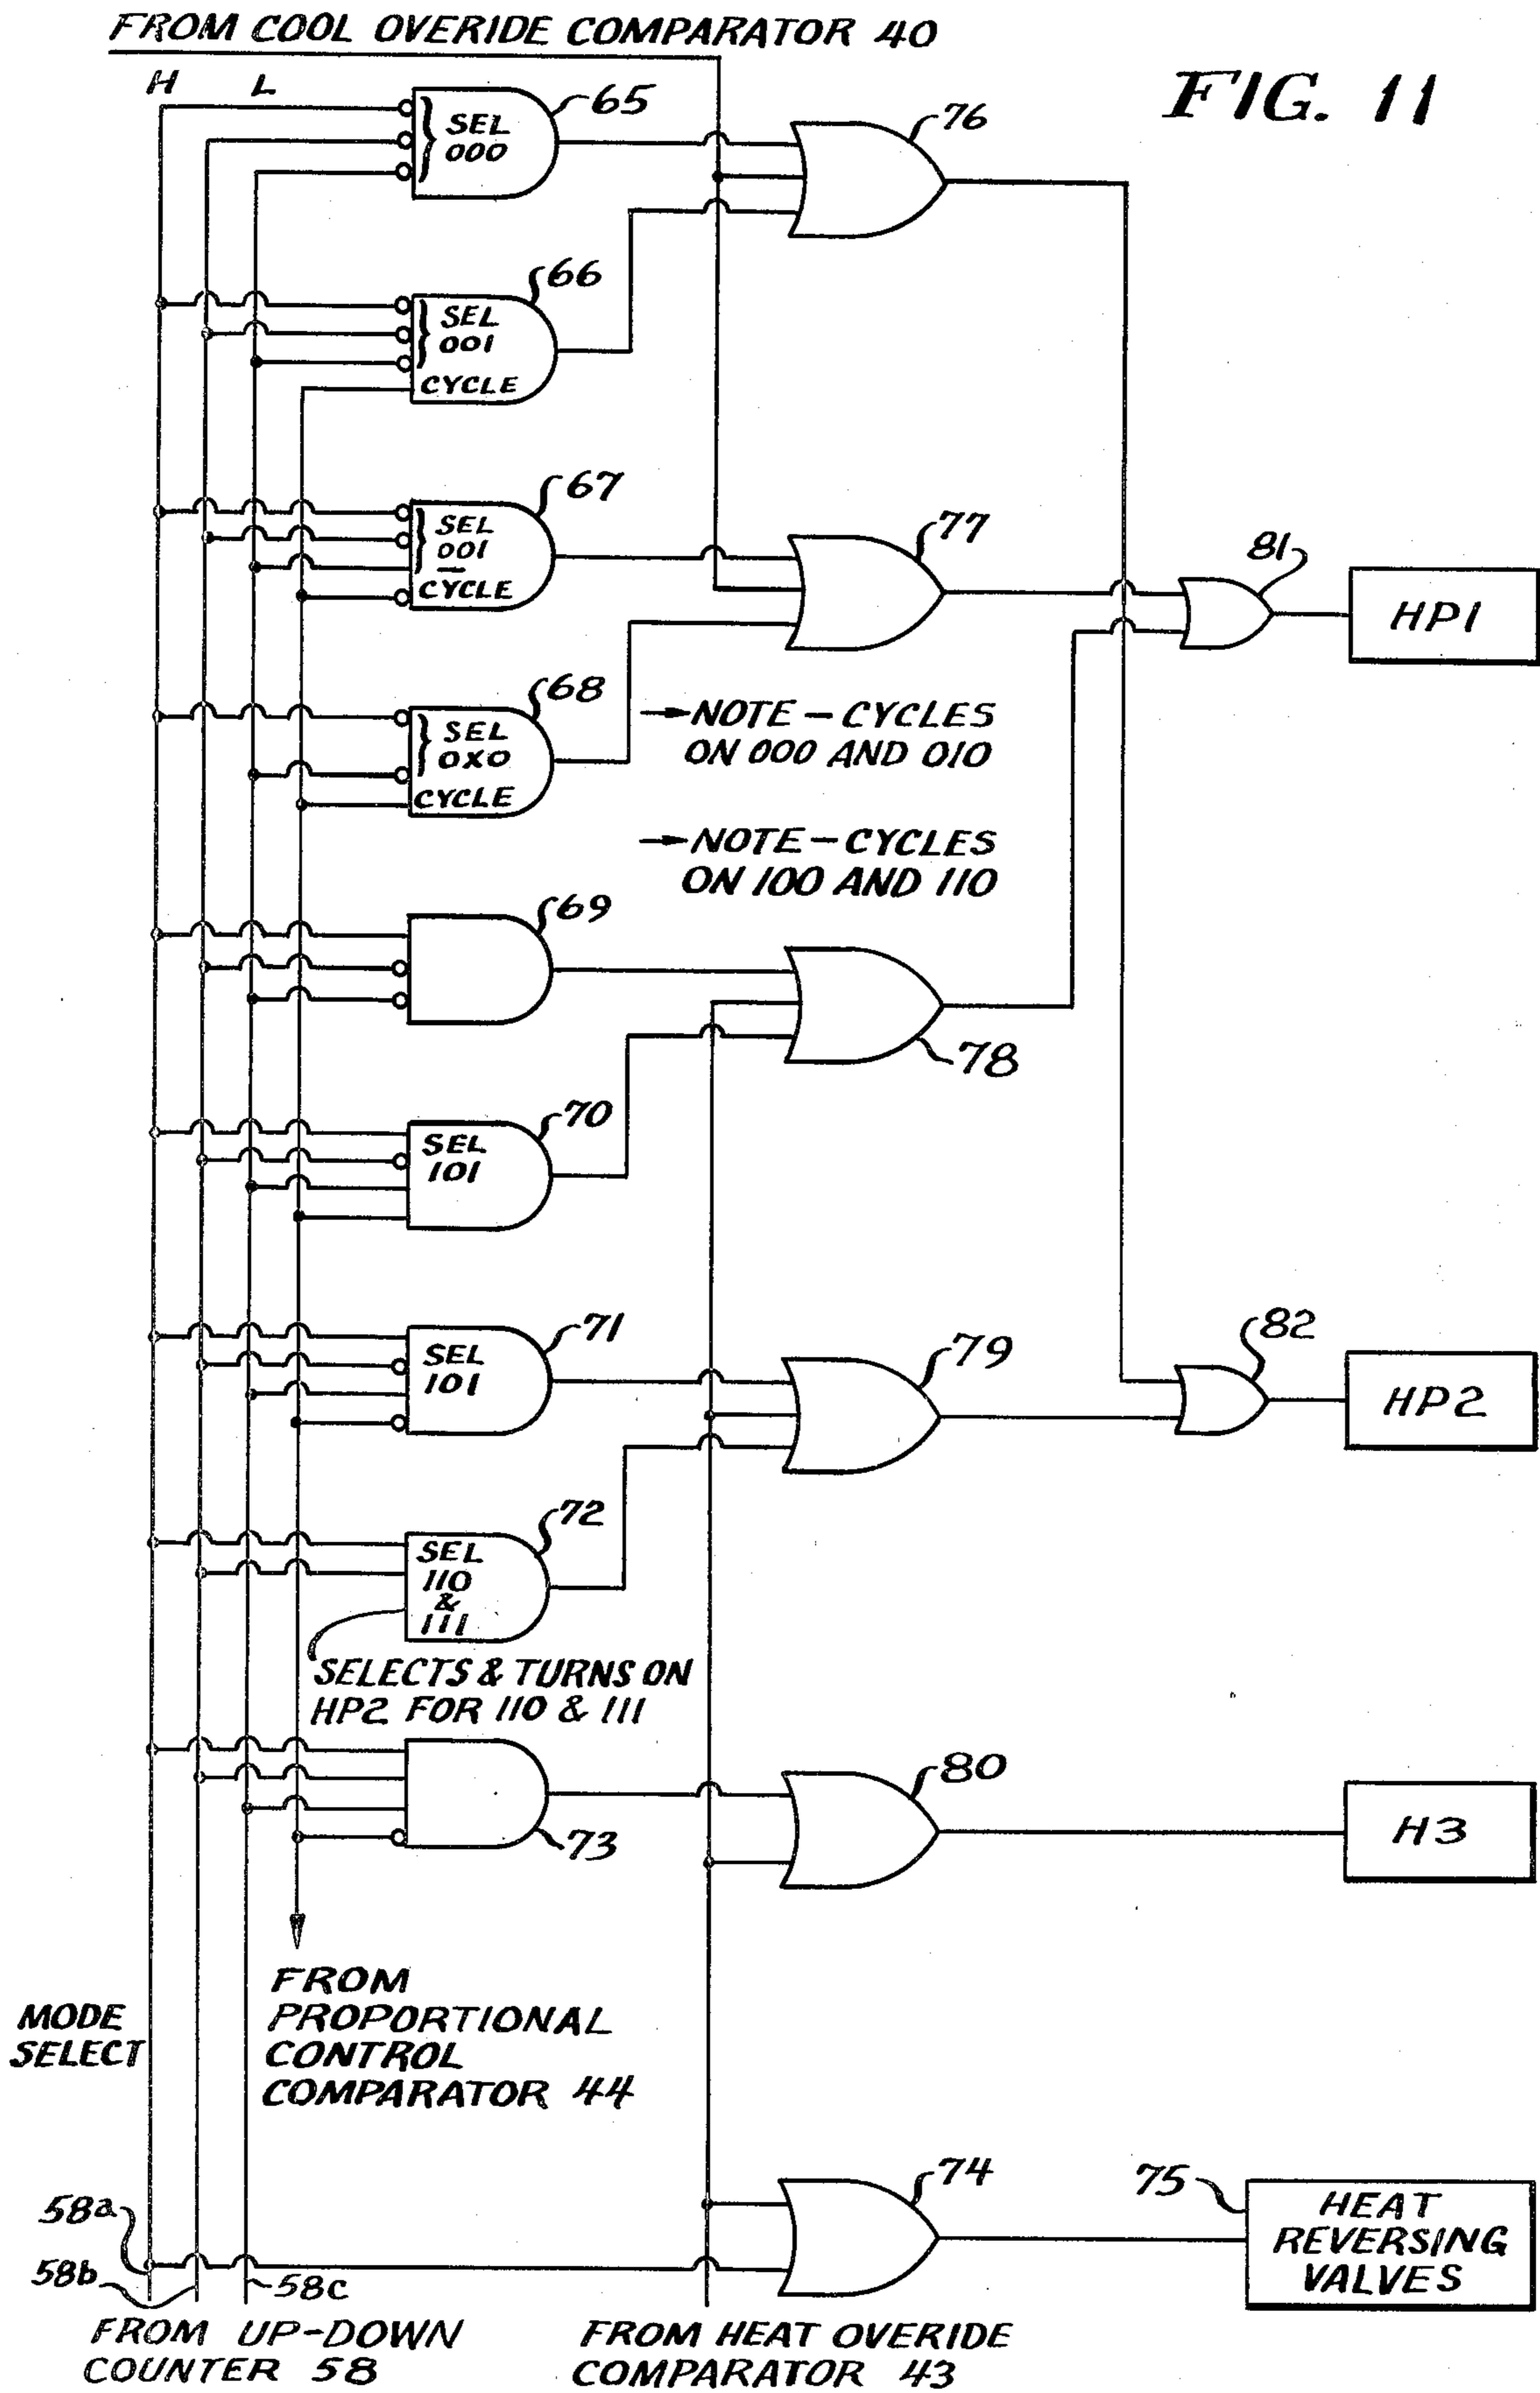 FROM COOL OVERIDE COMPARATOR 40
FIG. 11
H L
65
SEL
000
76
66
SEL
001
CYCLE
67
SEL
001
CYCLE
77
81
HP1
68
SEL
0X0
CYCLE
NOTE - CYCLES
ON 000 AND 010
NOTE - CYCLES
ON 100 AND 110
69
78
70
SEL
101
71
SEL
101
79
82
HP2
72
SEL
110
&
111
SELECTS & TURNS ON
HP2 FOR 110 & 111
73
80
H3
FROM
PROPORTIONAL
CONTROL
COMPARATOR 44
MODE
SELECT
74
75
HEAT
REVERSING
VALVES
58a
58b
58c
FROM UP-DOWN
COUNTER 58
FROM HEAT OVERIDE
COMPARATOR 43